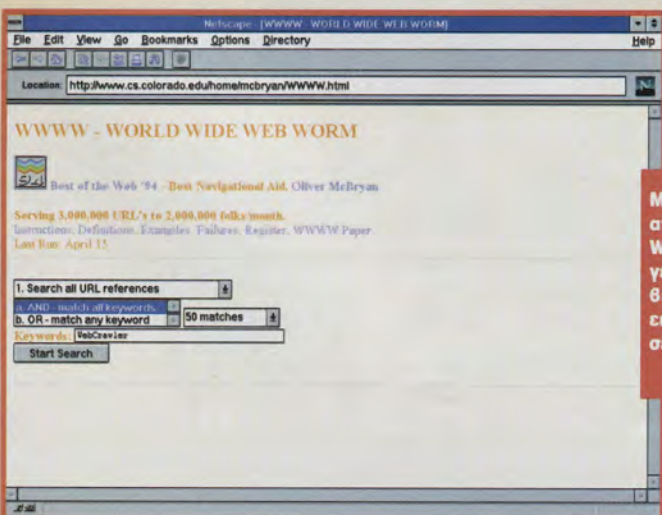 Netscape - [WWWW - WORLD WIDE WEB WORM]
File Edit View Go Bookmarks Options Directory Help
Location: http://www.cs.colorado.edu/home/mcbryan/WWWW.html
N
WWWW - WORLD WIDE WEB WORM
Best of the Web '94 - Best Navigational Aid. Oliver McBryan
Serving 3,000,000 URL's to 2,000,000 folks/month.
Instructions, Definitions, Examples, Failures, Register, WWWW Paper
Last Run: April 15
1. Search all URL references
a. AND - match all keywords
b. OR - match any keyword 50 matches
Keywords: WebCrawler
Start Search